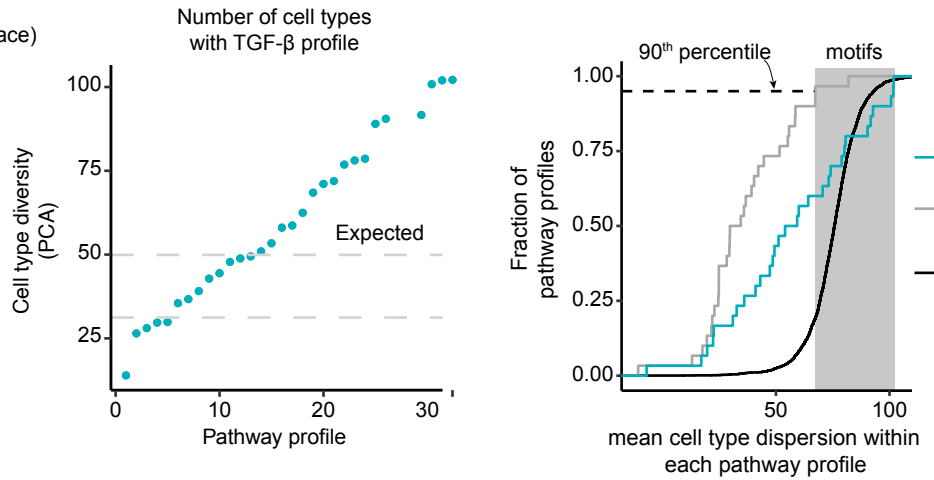 ace)
Number of cell types
with TGF-β profile
Cell type diversity
(PCA)
100
75
50
25
Expected
0
10
20
30
Pathway profile
90th percentile
motifs
Fraction of
pathway profiles
1.00
0.75
0.50
0.25
0.00
50
100
mean cell type dispersion within
each pathway profile